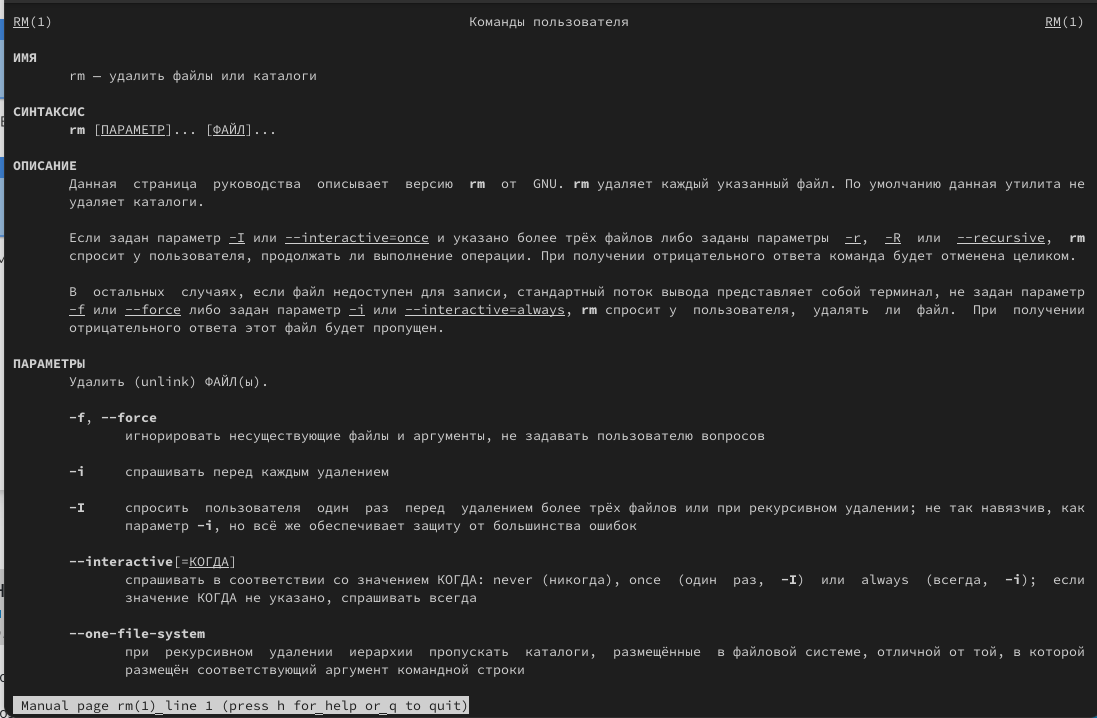 RM(1) Команды пользователя RM(1)
ИМЯ
rm — удалить файлы или каталоги
СИНТАКСИС
rm [ПАРАМЕТР]... [ФАЙЛ]...
ОПИСАНИЕ
Данная страница руководства описывает версию rm от GNU. rm удаляет каждый указанный файл. По умолчанию данная утилита не
удаляет каталоги.
Если задан параметр -I или --interactive=once и указано более трёх файлов либо заданы параметры -r, -R или --recursive, rm
спросит у пользователя, продолжать ли выполнение операции. При получении отрицательного ответа команда будет отменена целиком.
В остальных случаях, если файл недоступен для записи, стандартный поток вывода представляет собой терминал, не задан параметр
-f или --force либо задан параметр -i или --interactive=always, rm спросит у пользователя, удалять ли файл. При получении
отрицательного ответа этот файл будет пропущен.
ПАРАМЕТРЫ
Удалить (unlink) ФАЙЛ(ы).
-f, --force
игнорировать несуществующие файлы и аргументы, не задавать пользователю вопросов
-i спрашивать перед каждым удалением
-I спросить пользователя один раз перед удалением более трёх файлов или при рекурсивном удалении; не так навязчив, как
параметр -i, но всё же обеспечивает защиту от большинства ошибок
--interactive[=КОГДА]
спрашивать в соответствии со значением КОГДА: never (никогда), once (один раз, -I) или always (всегда, -i); если
значение КОГДА не указано, спрашивать всегда
--one-file-system
при рекурсивном удалении иерархии пропускать каталоги, размещённые в файловой системе, отличной от той, в которой
размещён соответствующий аргумент командной строки
Manual page rm(1) line 1 (press h for help or q to quit)